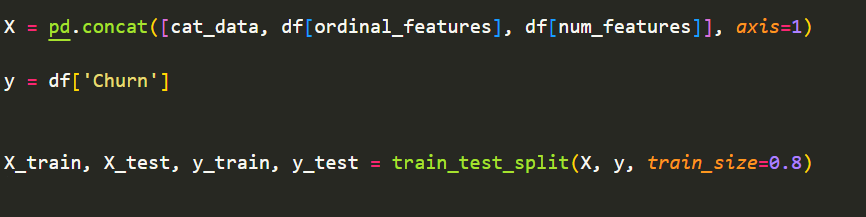 X = pd.concat([cat_data, df[ordinal_features], df[num_features]], axis=1)
y = df['Churn']
X_train, X_test, y_train, y_test = train_test_split(X, y, train_size=0.8)